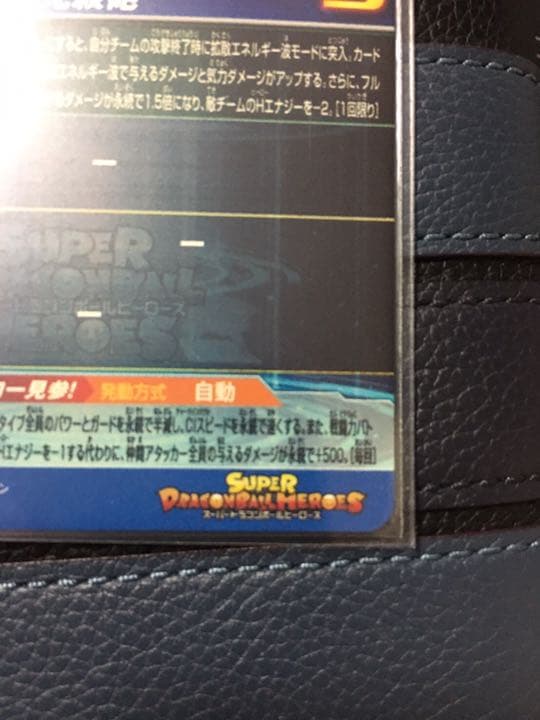 すると、自分チームの攻撃終了時に拡散エネルギー波モードに突入。カード
エネルギー波で与えるダメージと気力ダメージがアップする。さらに、フル
ダメージが永続で1.5倍になり、敵チームのHエナジーを-2。[1回限り]
SUPER
DRAGONBALL
スーパードラゴンボールヒーローズ
HEROES
一見参! 発動方式 自動
タイプ全員のパワーとガードを永続で半減し、CIスピードを永続で速くする。また、戦闘力バト
エナジーを-1する代わりに、仲間アタッカー全員の与えるダメージが永続で+500。[毎回]
SUPER
DRAGONBALL HEROES
スーパードラゴンボールヒーローズ